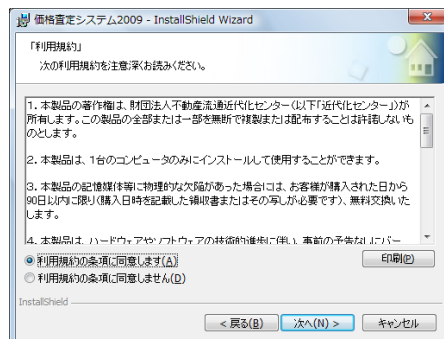 価格査定システム2009 - InstallShield Wizard
「利用規約」
次の利用規約を注意深くお読みください。
1. 本製品の著作権は、財団法人不動産流通近代化センター(以下「近代化センター」)が
所有します。この製品の全部または一部を無断で複製または配布することは許諾しないも
のとします。
2. 本製品は、1台のコンピュータのみにインストールして使用することができます。
3. 本製品の記憶媒体等に物理的な欠陥があった場合には、お客様が購入された日から
90日以内に限り(購入日時を記載した領収書またはその写しが必要です)、無料交換いた
します。
4. 本製品は、ハードウェアやソフトウェアの技術的進歩に伴い、事前の予告なしにバー
利用規約の条項に同意します(A)
印刷(P)
利用規約の条項に同意しません(D)
InstallShield
< 戻る(B)
次へ(N) >
キャンセル